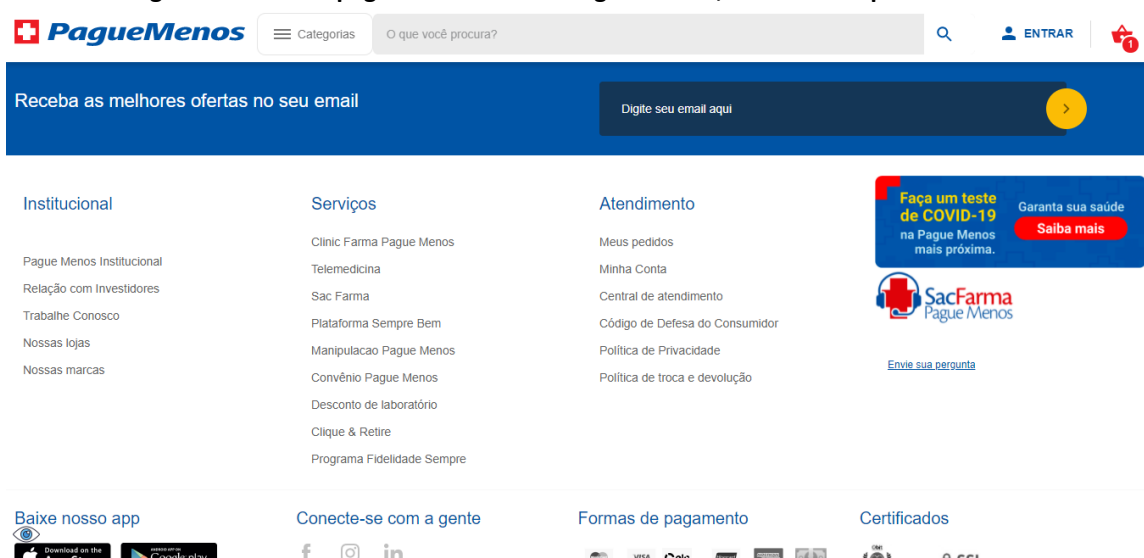 PagueMenos
Categorias
O que você procura?
ENTRAR
1
Receba as melhores ofertas no seu email
Digite seu email aqui
Institucional
Pague Menos Institucional
Relação com Investidores
Trabalhe Conosco
Nossas lojas
Nossas marcas
Serviços
Clinic Farma Pague Menos
Telemedicina
Sac Farma
Plataforma Sempre Bem
Manipulacao Pague Menos
Convênio Pague Menos
Desconto de laboratório
Clique & Retire
Programa Fidelidade Sempre
Atendimento
Meus pedidos
Minha Conta
Central de atendimento
Código de Defesa do Consumidor
Política de Privacidade
Política de troca e devolução
Faça um teste
de COVID-19
na Pague Menos
mais próxima.
Garanta sua saúde
Saiba mais
SacFarma
Pague Menos
Envie sua pergunta
Baixe nosso app
Download on the
Conecte-se com a gente
f
in
Formas de pagamento
VISA
Certificados